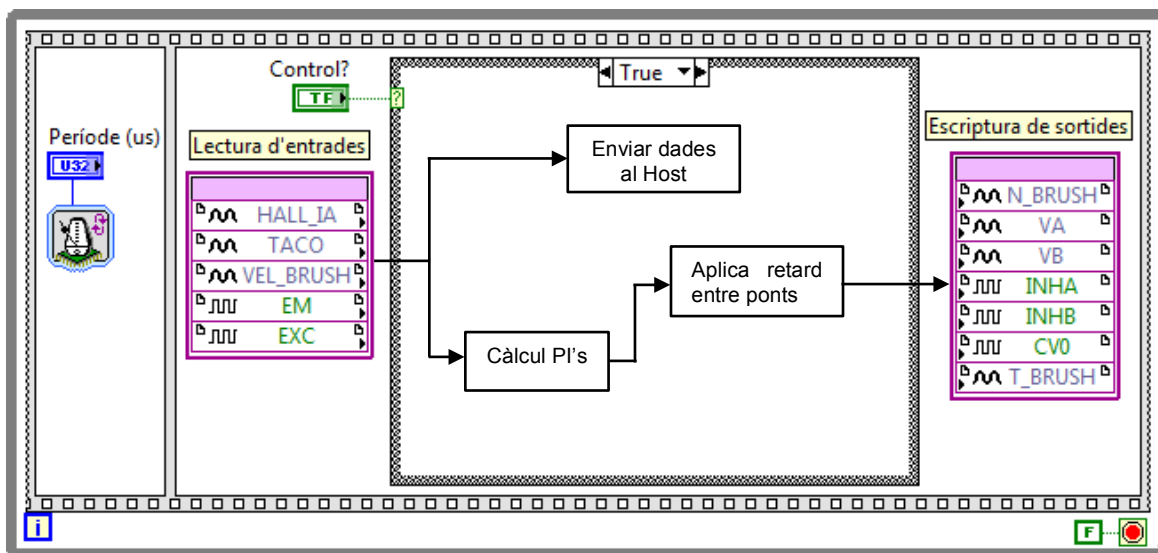 Control?
TF
?
True
Període (us)
U32
Lectura d'entrades
HALL_IA
TACO
VEL_BRUSH
EM
EXC
Enviar dades
al Host
Càlcul PI's
Aplica retard
entre ponts
Escriptura de sortides
N_BRUSH
VA
VB
INHA
INHB
CV0
T_BRUSH
i
F